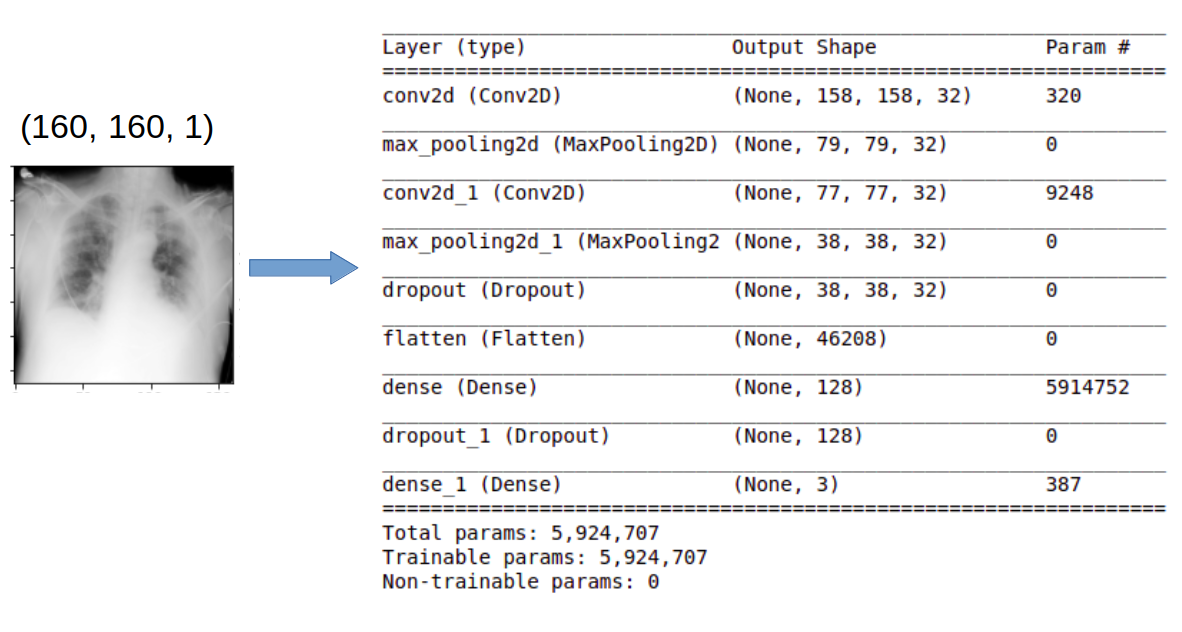 (160, 160, 1)
Layer (type) Output Shape Param #
conv2d (Conv2D) (None, 158, 158, 32) 320
max_pooling2d (MaxPooling2D) (None, 79, 79, 32) 0
conv2d_1 (Conv2D) (None, 77, 77, 32) 9248
max_pooling2d_1 (MaxPooling2 (None, 38, 38, 32) 0
dropout (Dropout) (None, 38, 38, 32) 0
flatten (Flatten) (None, 46208) 0
dense (Dense) (None, 128) 5914752
dropout_1 (Dropout) (None, 128) 0
dense_1 (Dense) (None, 3) 387
Total params: 5,924,707
Trainable params: 5,924,707
Non-trainable params: 0